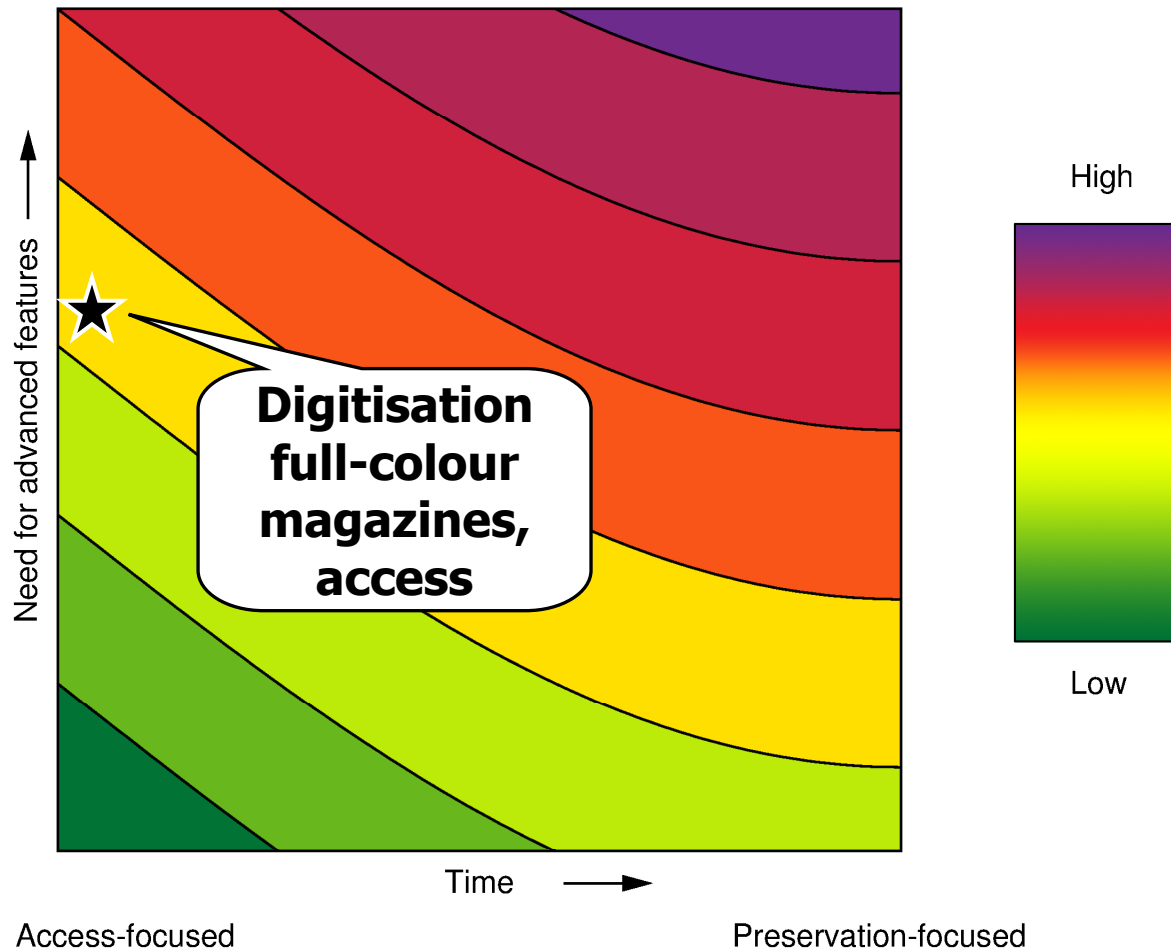 High
Need for advanced features
Digitisation
full-colour
magazines,
access
Low
Time
Access-focused
Preservation-focused